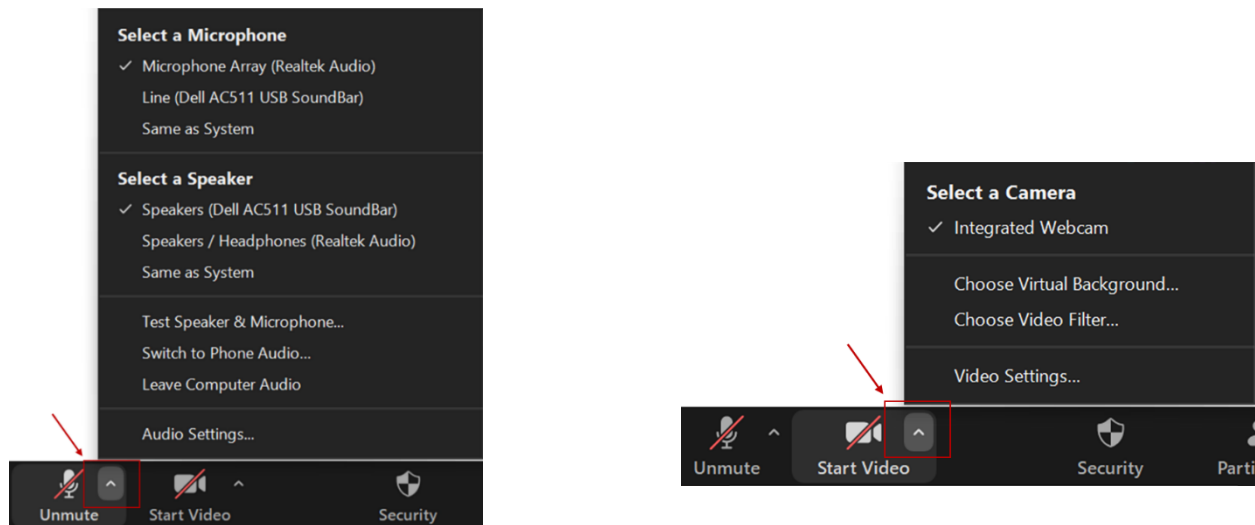 Select a Microphone
Microphone Array (Realtek Audio)
Line (Dell AC511 USB SoundBar)
Same as System
Select a Speaker
Speakers (Dell AC511 USB SoundBar)
Speakers / Headphones (Realtek Audio)
Same as System
Test Speaker & Microphone...
Switch to Phone Audio...
Leave Computer Audio
Audio Settings...
Unmute Start Video Security
Select a Camera
Integrated Webcam
Choose Virtual Background...
Choose Video Filter...
Video Settings...
Unmute Start Video Security Parti